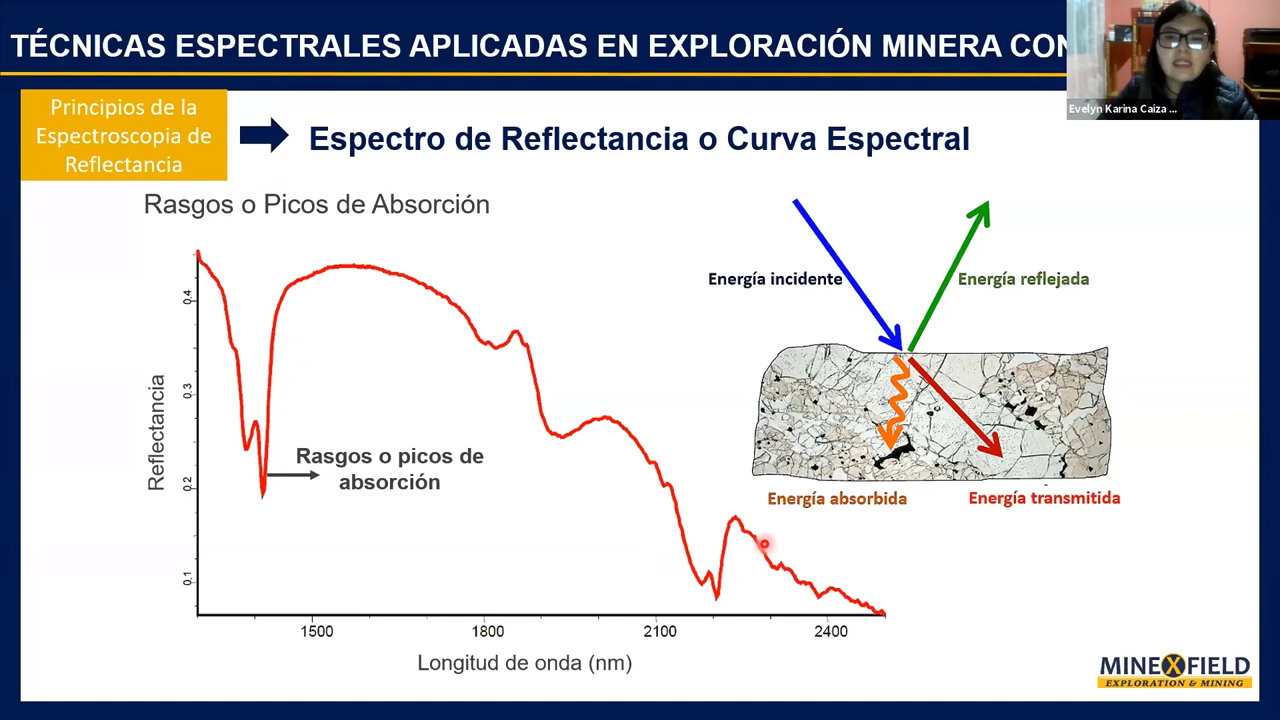 TÉCNICAS ESPECTRALES APLICADAS EN EXPLORACIÓN MINERA CON
Evelyn Karina Caiza ...
Principios de la
Espectroscopia de
Reflectancia
Espectro de Reflectancia o Curva Espectral
Rasgos o Picos de Absorción
Energía incidente
Energía reflejada
0.4
0.3
0.2
0.1
Reflectancia
Rasgos o picos de
absorción
Energía absorbida
Energía transmitida
1500
1800
2100
2400
Longitud de onda (nm)
MINEXFIELD
EXPLORATION & MINING